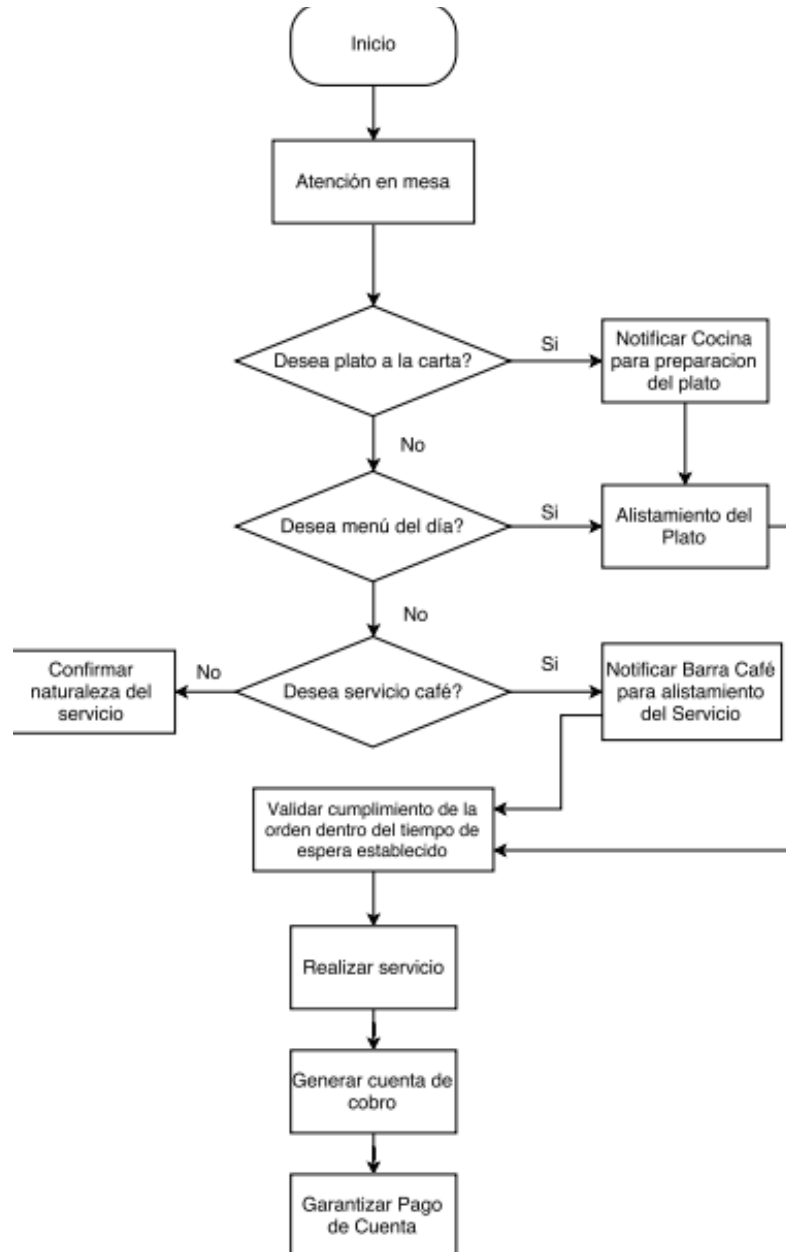 Inicio
Atención en mesa
Desea plato a la carta?
Si
Notificar Cocina
para preparacion
del plato
No
Desea menú del día?
Si
Alistamiento del
Plato
No
Confirmar
naturaleza del
servicio
No
Desea servicio café?
Si
Notificar Barra Café
para alistamiento
del Servicio
Validar cumplimiento de la
orden dentro del tiempo de
espera establecido
Realizar servicio
Generar cuenta de
cobro
Garantizar Pago
de Cuenta